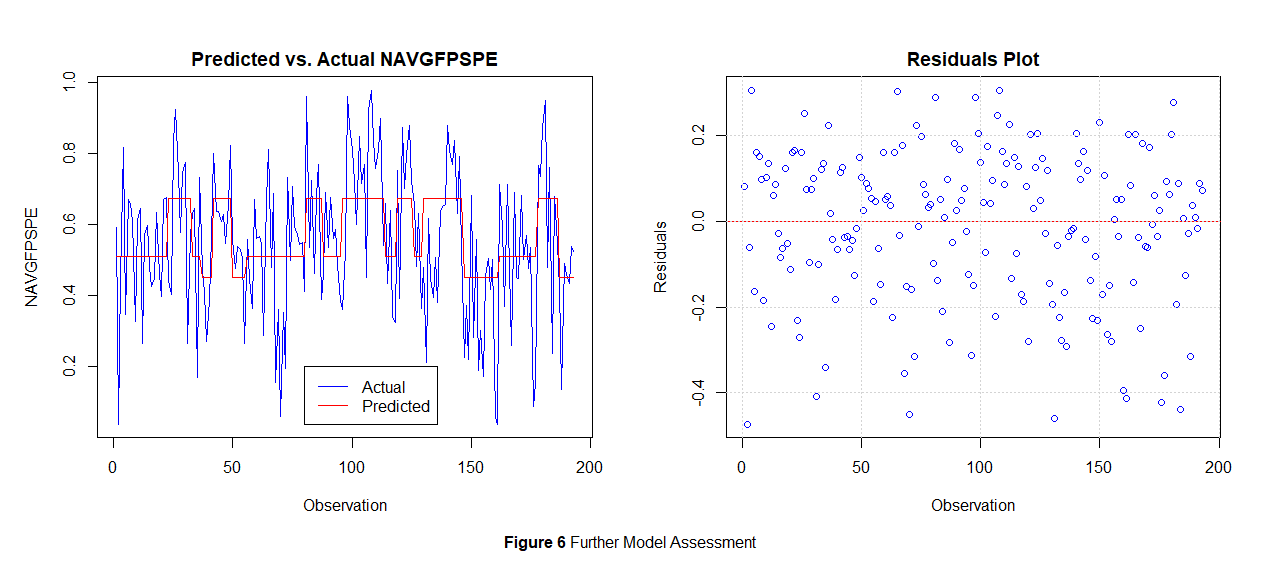 Predicted vs. Actual NAVGFPSPE
NAVGFPSPE
1.0
0.8
0.6
0.4
0.2
Actual
Predicted
0 50 100 150 200
Observation
Residuals Plot
Residuals
0.2
0.0
-0.2
-0.4
0 50 100 150 200
Observation
Figure 6 Further Model Assessment